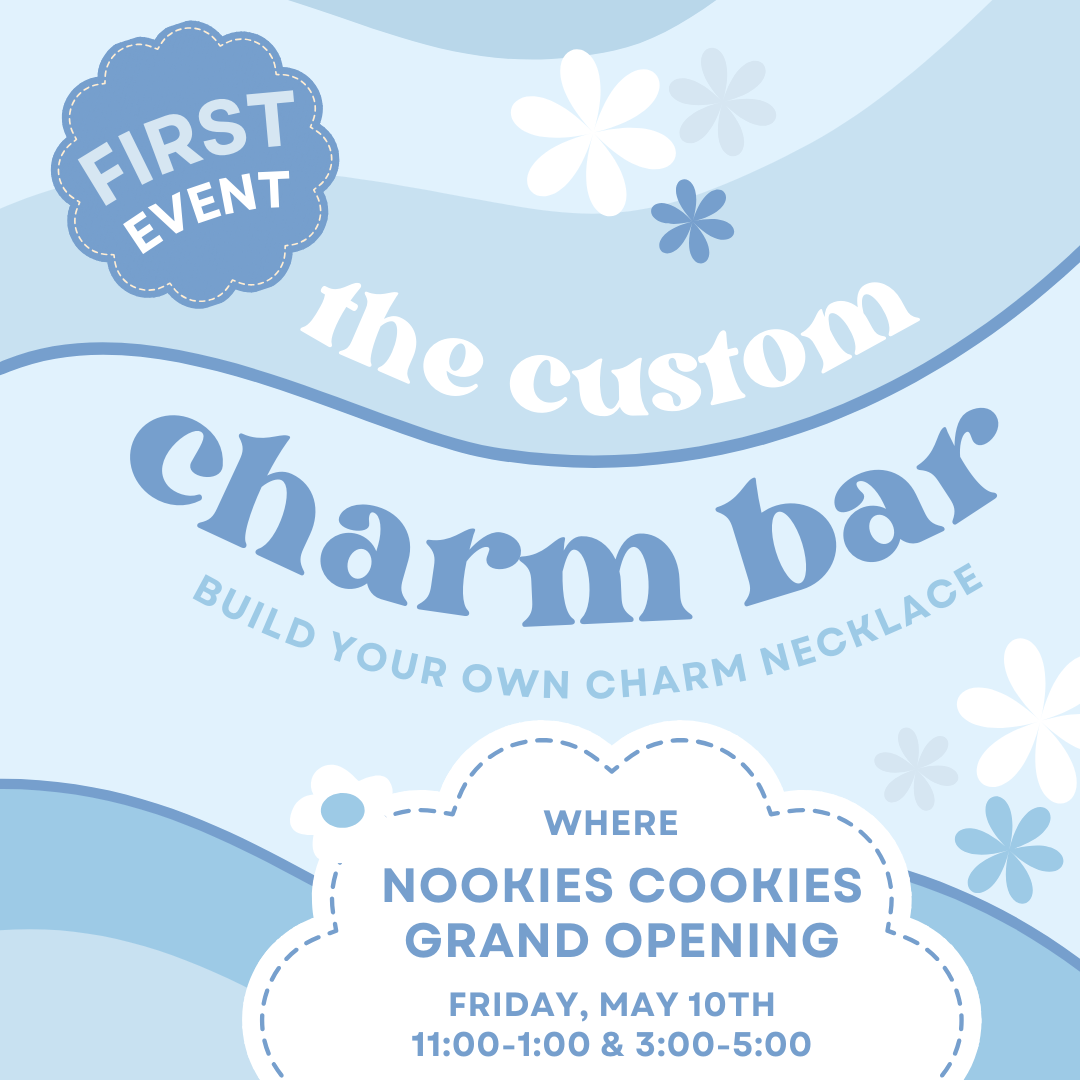 FIRST
EVENT
the custom
charm bar
BUILD YOUR OWN CHARM NECKLACE
WHERE
NOOKIES COOKIES
GRAND OPENING
FRIDAY, MAY 10TH
11:00-1:00 & 3:00-5:00